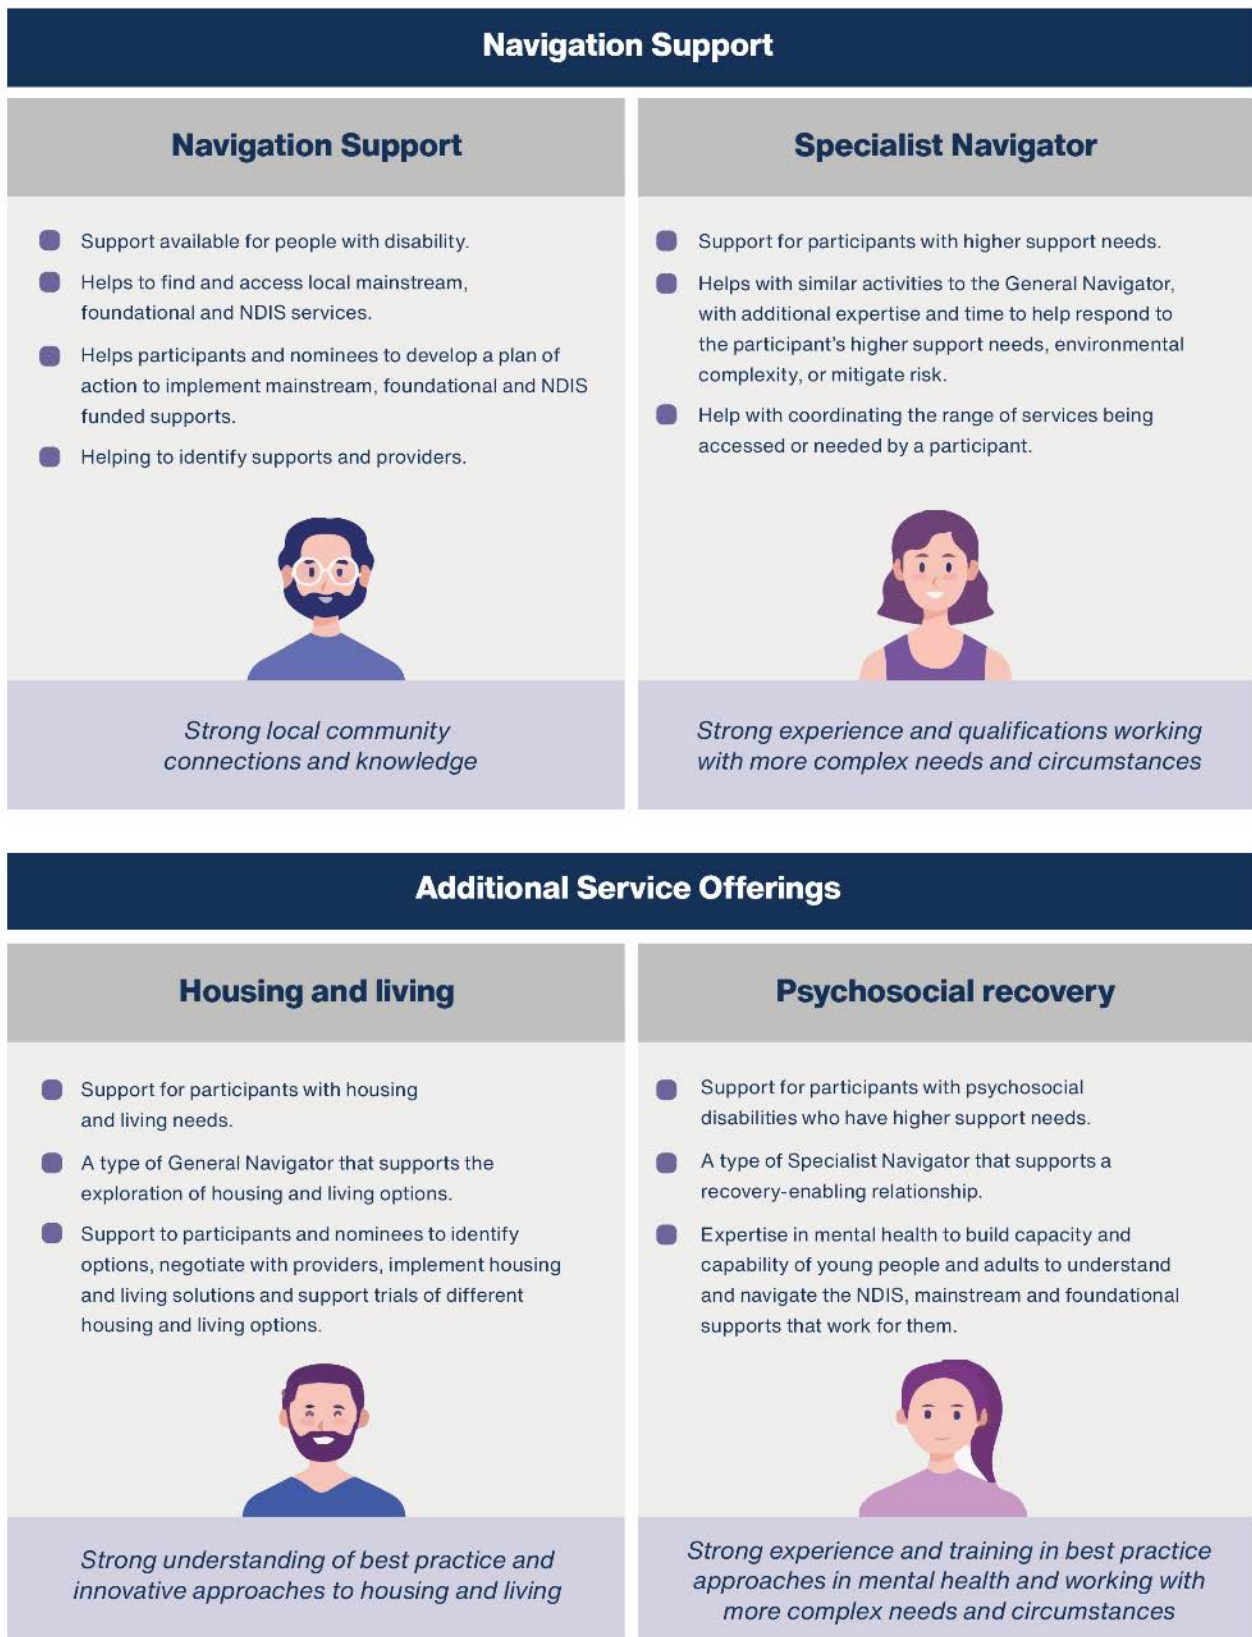 Navigation Support
Navigation Support
Support available for people with disability.
Helps to find and access local mainstream,
foundational and NDIS services.
Helps participants and nominees to develop a plan of
action to implement mainstream, foundational and NDIS
funded supports.
Helping to identify supports and providers.
Strong local community
connections and knowledge
Specialist Navigator
Support for participants with higher support needs.
Helps with similar activities to the General Navigator,
with additional expertise and time to help respond to
the participant's higher support needs, environmental
complexity, or mitigate risk.
Help with coordinating the range of services being
accessed or needed by a participant.
Strong experience and qualifications working
with more complex needs and circumstances
Additional Service Offerings
Housing and living
Support for participants with housing
and living needs.
A type of General Navigator that supports the
exploration of housing and living options.
Support to participants and nominees to identify
options, negotiate with providers, implement housing
and living solutions and support trials of different
housing and living options.
Strong understanding of best practice and
innovative approaches to housing and living
Psychosocial recovery
Support for participants with psychosocial
disabilities who have higher support needs.
A type of Specialist Navigator that supports a
recovery-enabling relationship.
Expertise in mental health to build capacity and
capability of young people and adults to understand
and navigate the NDIS, mainstream and foundational
supports that work for them.
Strong experience and training in best practice
approaches in mental health and working with
more complex needs and circumstances